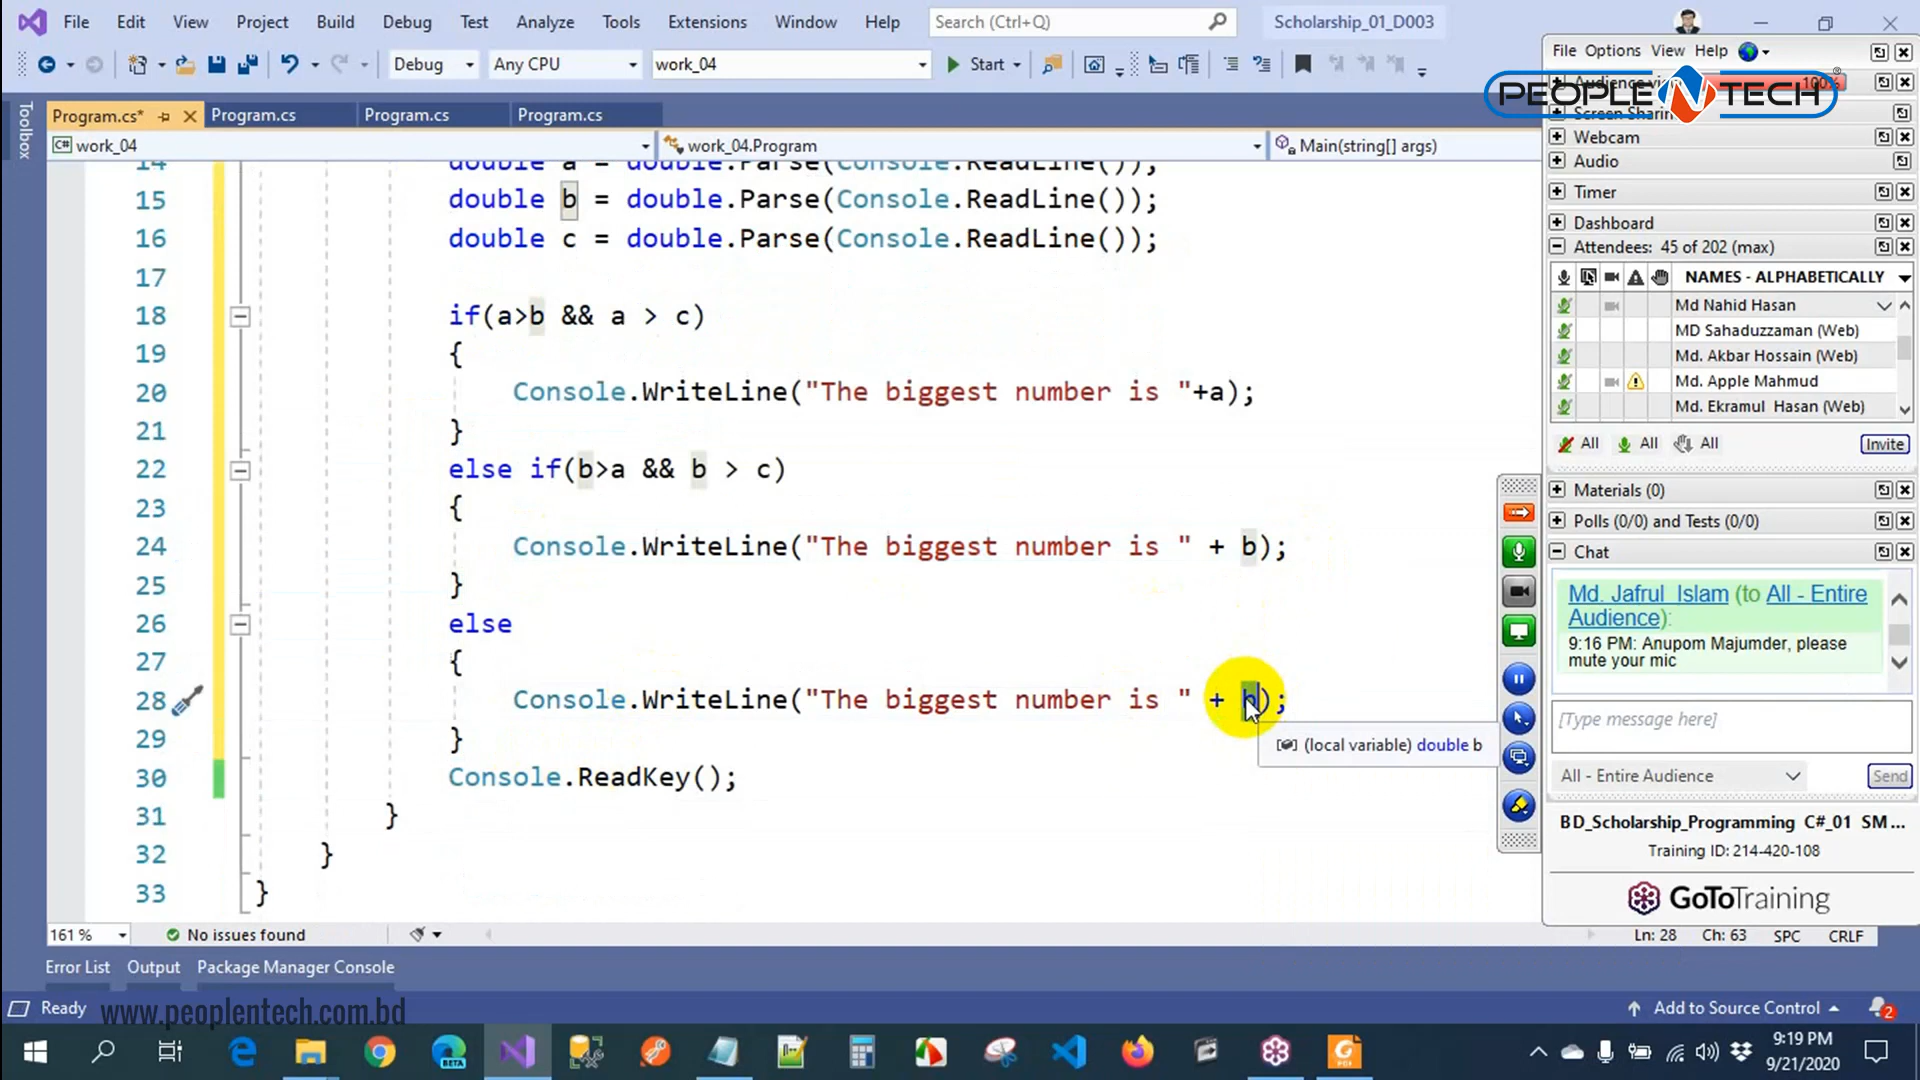 File Edit View Project Build Debug Test Analyze Tools Extensions Window Help Search (Ctrl+Q) Scholarship_01_D003
Debug Any CPU work_04 Start
Program.cs* Program.cs Program.cs Program.cs
work_04 work_04.Program Main(string[] args)
Toolbox
14 double a = double.Parse(Console.ReadLine());
15 double b = double.Parse(Console.ReadLine());
16 double c = double.Parse(Console.ReadLine());
17
18 if(a>b && a > c)
19 {
20 Console.WriteLine("The biggest number is "+a);
21 }
22 else if(b>a && b > c)
23 {
24 Console.WriteLine("The biggest number is " + b);
25 }
26 else
27 {
28 Console.WriteLine("The biggest number is " + b);
29 }
30 Console.ReadKey();
31 }
32 }
33 }
(local variable) double b
161 % No issues found Ln: 28 Ch: 63 SPC CRLF
Error List Output Package Manager Console
Ready Add to Source Control 2
www.peoplentech.com.bd
BETA
9:19 PM
9/21/2020
File Options View Help
100%
PEOPLE N TECH
Webcam
Audio
Timer
Dashboard
Attendees: 45 of 202 (max)
NAMES - ALPHABETICALLY
Md Nahid Hasan
MD Sahaduzzaman (Web)
Md. Akbar Hossain (Web)
Md. Apple Mahmud
Md. Ekramul Hasan (Web)
All All All Invite
Materials (0)
Polls (0/0) and Tests (0/0)
Chat
Md. Jafrul Islam (to All - Entire
Audience):
9:16 PM: Anupom Majumder, please
mute your mic
[Type message here]
All - Entire Audience Send
BD_Scholarship_Programming C#_01 SM ...
Training ID: 214-420-108
GoToTraining